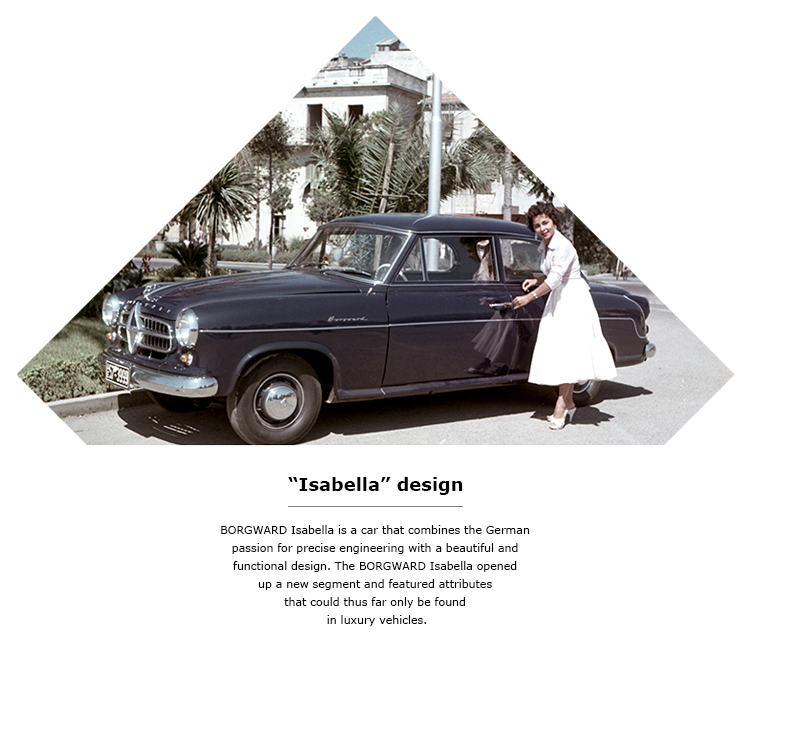 Borgward
“Isabella” design
BORGWARD Isabella is a car that combines the German
passion for precise engineering with a beautiful and
functional design. The BORGWARD Isabella opened
up a new segment and featured attributes
that could thus far only be found
in luxury vehicles.